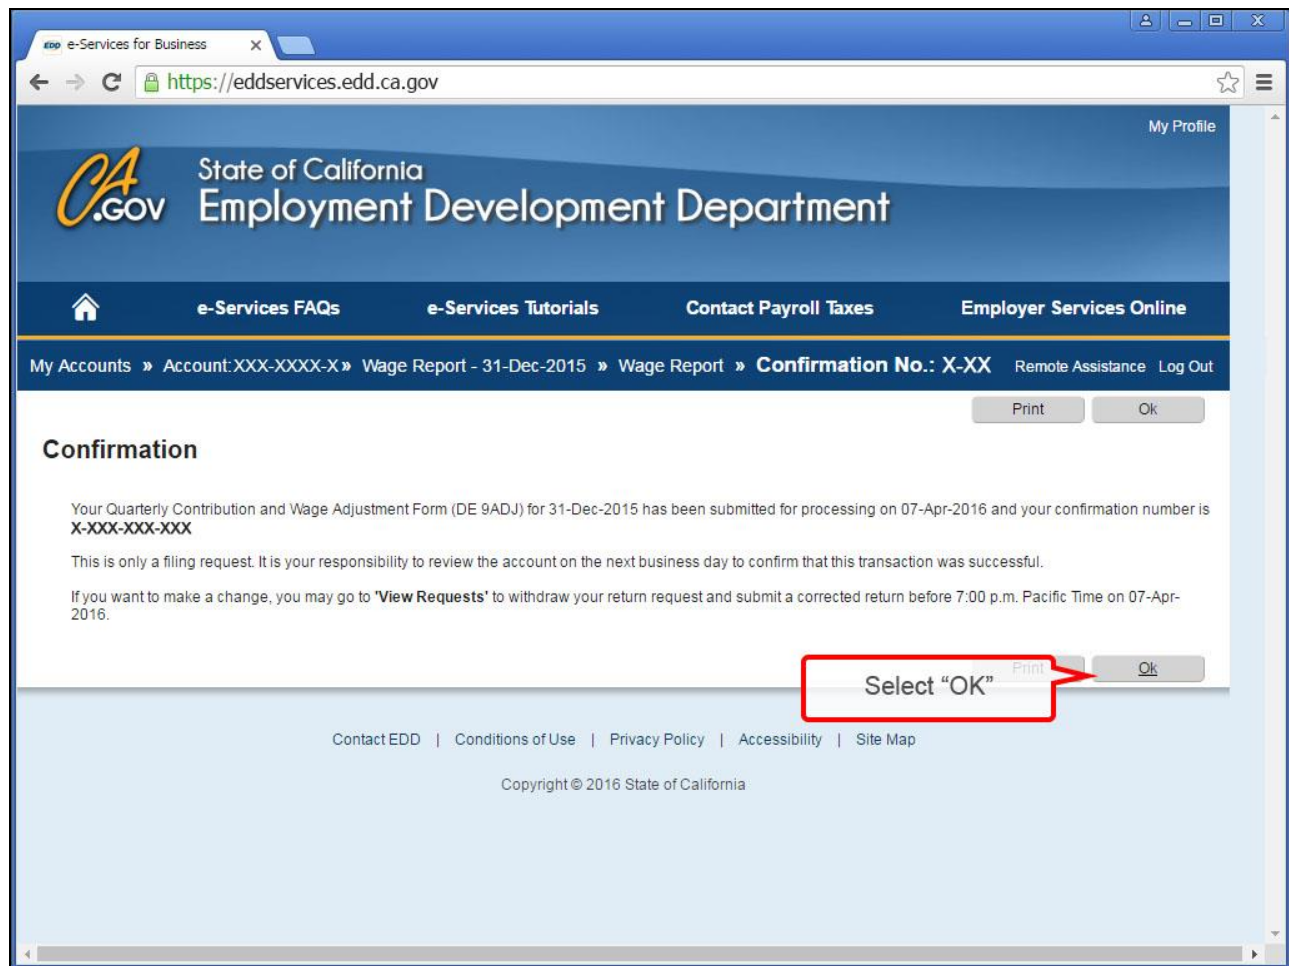 EDD e-Services for Business
https://eddservices.edd.ca.gov
My Profile
CA.GOV
State of California
Employment Development Department
e-Services FAQs e-Services Tutorials Contact Payroll Taxes Employer Services Online
My Accounts » Account:XXX-XXXX-X » Wage Report - 31-Dec-2015 » Wage Report » Confirmation No.: X-XX Remote Assistance Log Out
Print Ok
Confirmation
Your Quarterly Contribution and Wage Adjustment Form (DE 9ADJ) for 31-Dec-2015 has been submitted for processing on 07-Apr-2016 and your confirmation number is
X-XXX-XXX-XXX
This is only a filing request. It is your responsibility to review the account on the next business day to confirm that this transaction was successful.
If you want to make a change, you may go to 'View Requests' to withdraw your return request and submit a corrected return before 7:00 p.m. Pacific Time on 07-Apr-
2016.
Print Ok
Select “OK”
Contact EDD | Conditions of Use | Privacy Policy | Accessibility | Site Map
Copyright © 2016 State of California